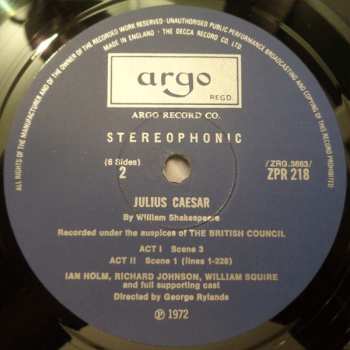 ALL RIGHTS OF THE MANUFACTURER AND OF THE OWNER OF THE RECORDED WORK RESERVED · UNAUTHORISED PUBLIC PERFORMANCE BROADCASTING AND COPYING OF THIS RECORD PROHIBITED
MADE IN ENGLAND · THE DECCA RECORD CO. LTD.
argo
REGD.
ARGO RECORD CO.
STEREOPHONIC
(6 Sides)
2
(ZRG.5663)
ZPR 218
JULIUS CAESAR
By William Shakespeare
Recorded under the auspices of THE BRITISH COUNCIL
ACT I Scene 3
ACT II Scene 1 (lines 1-228)
IAN HOLM, RICHARD JOHNSON, WILLIAM SQUIRE
and full supporting cast
Directed by George Rylands
℗ 1972